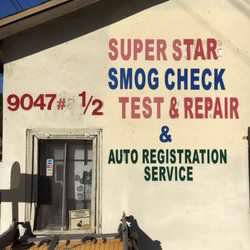 SUPER STAR
SMOG CHECK
9047# 1/2
TEST & REPAIR
&
AUTO REGISTRATION
SERVICE